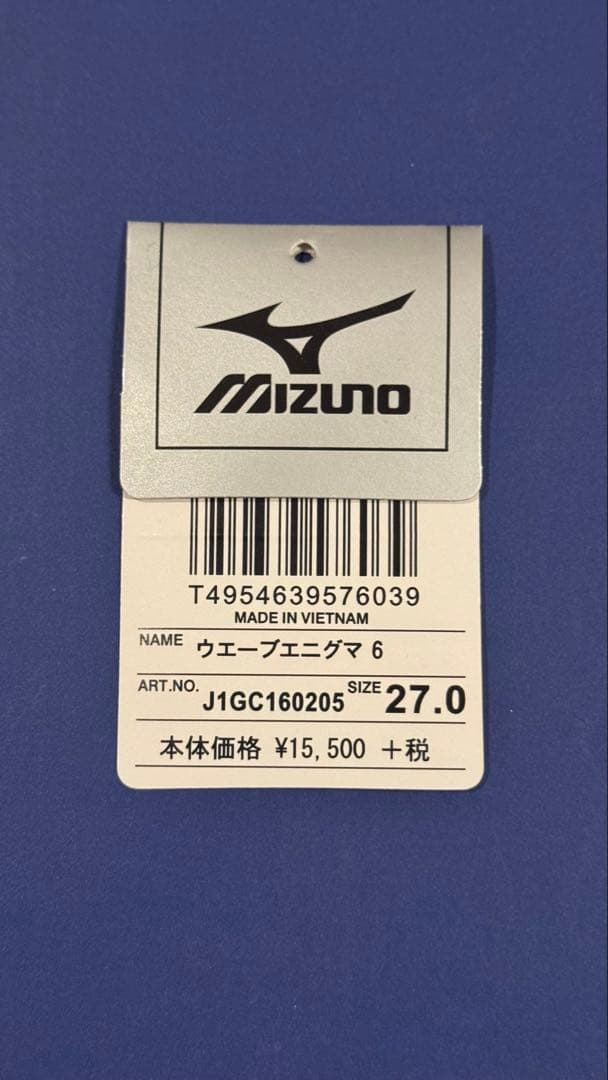 MIZUNO
T4954639576039
MADE IN VIETNAM
NAME ウエーブエニグマ 6
ART.NO. J1GC160205 SIZE 27.0
本体価格 ¥15,500 +税